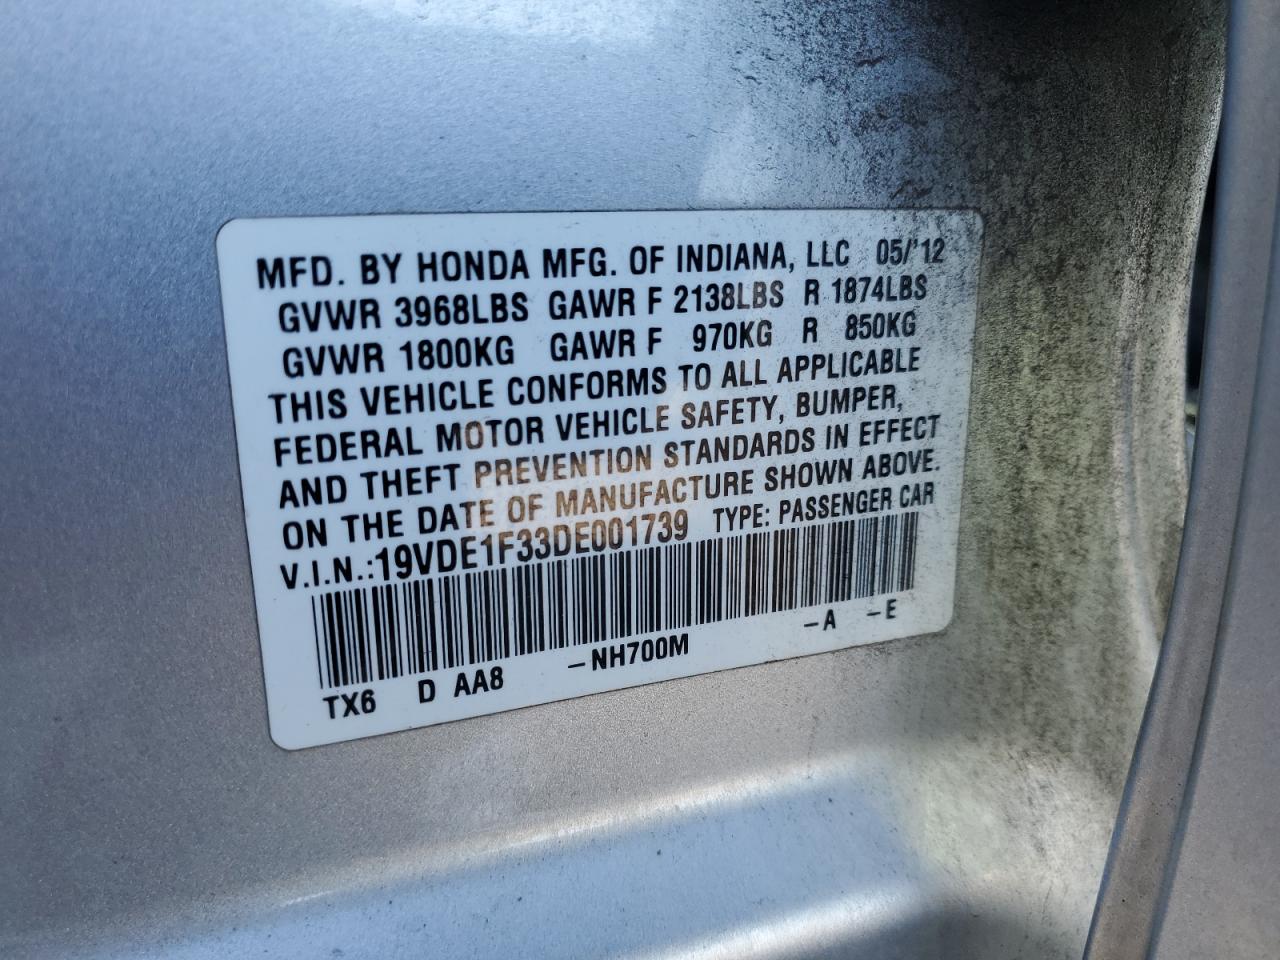 MFD. BY HONDA MFG. OF INDIANA, LLC 05/'12
GVWR 3968LBS GAWR F 2138LBS R 1874LBS
GVWR 1800KG GAWR F 970KG R 850KG
THIS VEHICLE CONFORMS TO ALL APPLICABLE
FEDERAL MOTOR VEHICLE SAFETY, BUMPER,
AND THEFT PREVENTION STANDARDS IN EFFECT
ON THE DATE OF MANUFACTURE SHOWN ABOVE.
V.I.N.:19VDE1F33DE001739 TYPE: PASSENGER CAR
TX6 D AA8 –NH700M –A –E